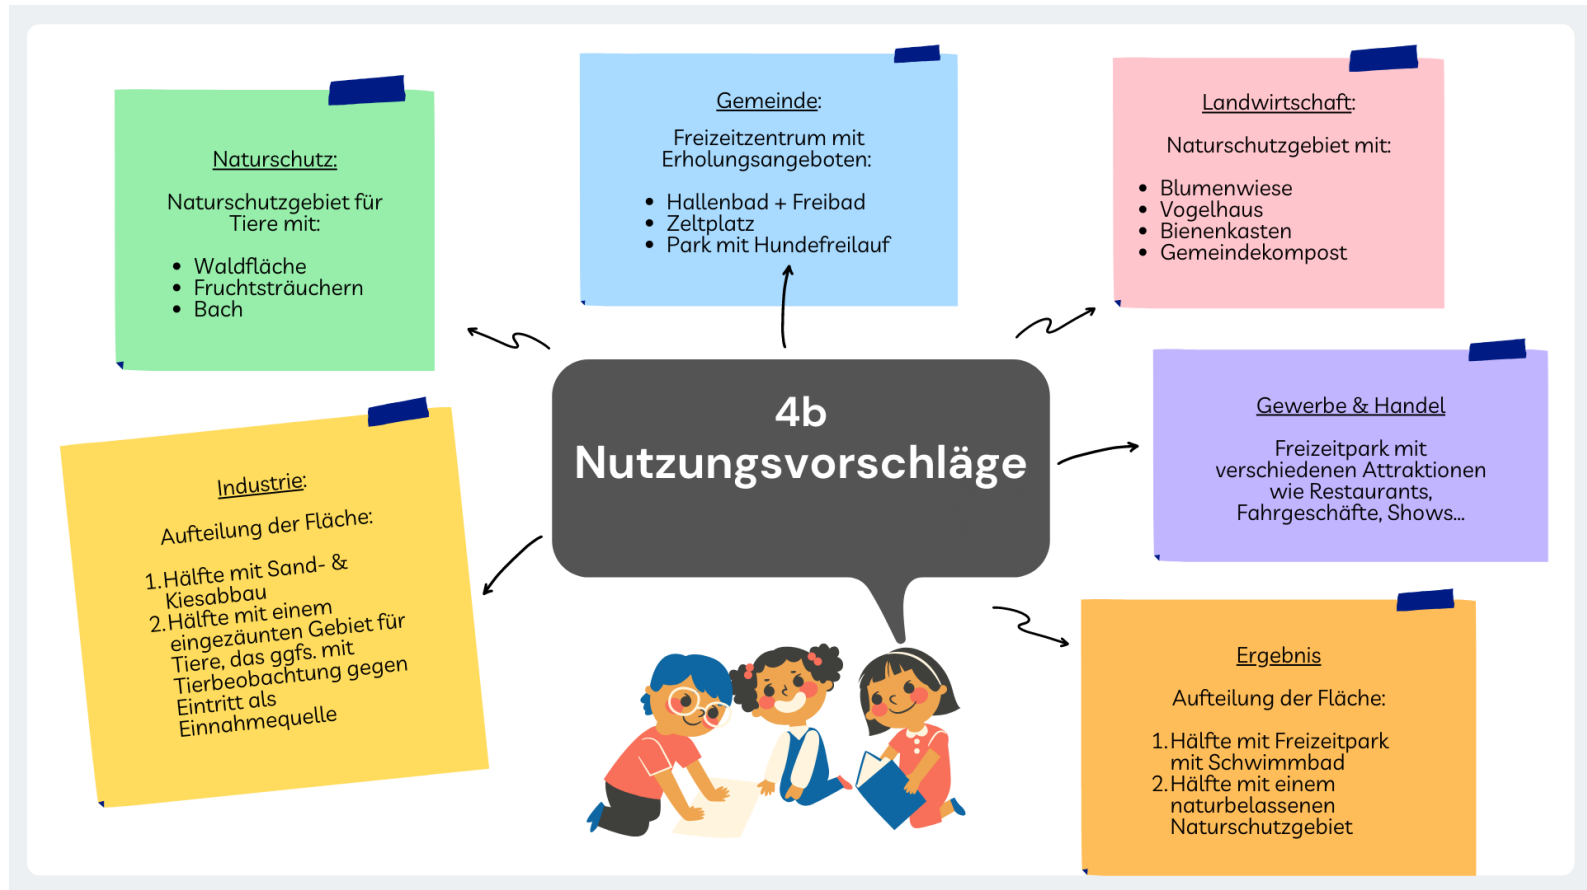 Naturschutz:
Naturschutzgebiet für
Tiere mit:
• Waldfläche
• Fruchtsträuchern
• Bach
Gemeinde:
Freizeitzentrum mit
Erholungsangeboten:
• Hallenbad + Freibad
• Zeltplatz
• Park mit Hundefreilauf
Landwirtschaft:
Naturschutzgebiet mit:
• Blumenwiese
• Vogelhaus
• Bienenkasten
• Gemeindekompost
4b
Nutzungsvorschläge
Gewerbe & Handel
Freizeitpark mit
verschiedenen Attraktionen
wie Restaurants,
Fahrgeschäfte, Shows...
Industrie:
Aufteilung der Fläche:
1. Hälfte mit Sand- &
Kiesabbau
2. Hälfte mit einem
eingezäunten Gebiet für
Tiere, das ggfs. mit
Tierbeobachtung gegen
Eintritt als
Einnahmequelle
Ergebnis
Aufteilung der Fläche:
1. Hälfte mit Freizeitpark
mit Schwimmbad
2. Hälfte mit einem
naturbelassenen
Naturschutzgebiet